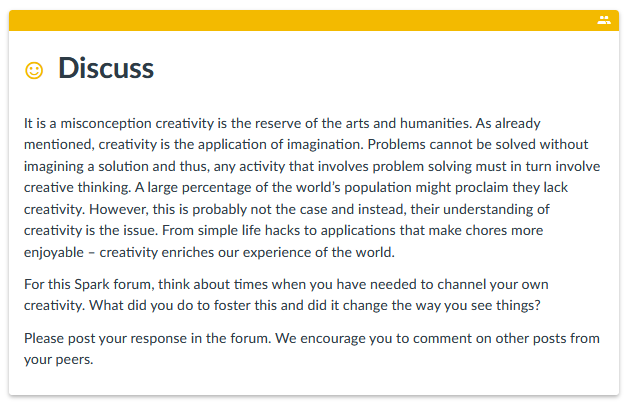 Discuss
It is a misconception creativity is the reserve of the arts and humanities. As already
mentioned, creativity is the application of imagination. Problems cannot be solved without
imagining a solution and thus, any activity that involves problem solving must in turn involve
creative thinking. A large percentage of the world’s population might proclaim they lack
creativity. However, this is probably not the case and instead, their understanding of
creativity is the issue. From simple life hacks to applications that make chores more
enjoyable – creativity enriches our experience of the world.
For this Spark forum, think about times when you have needed to channel your own
creativity. What did you do to foster this and did it change the way you see things?
Please post your response in the forum. We encourage you to comment on other posts from
your peers.